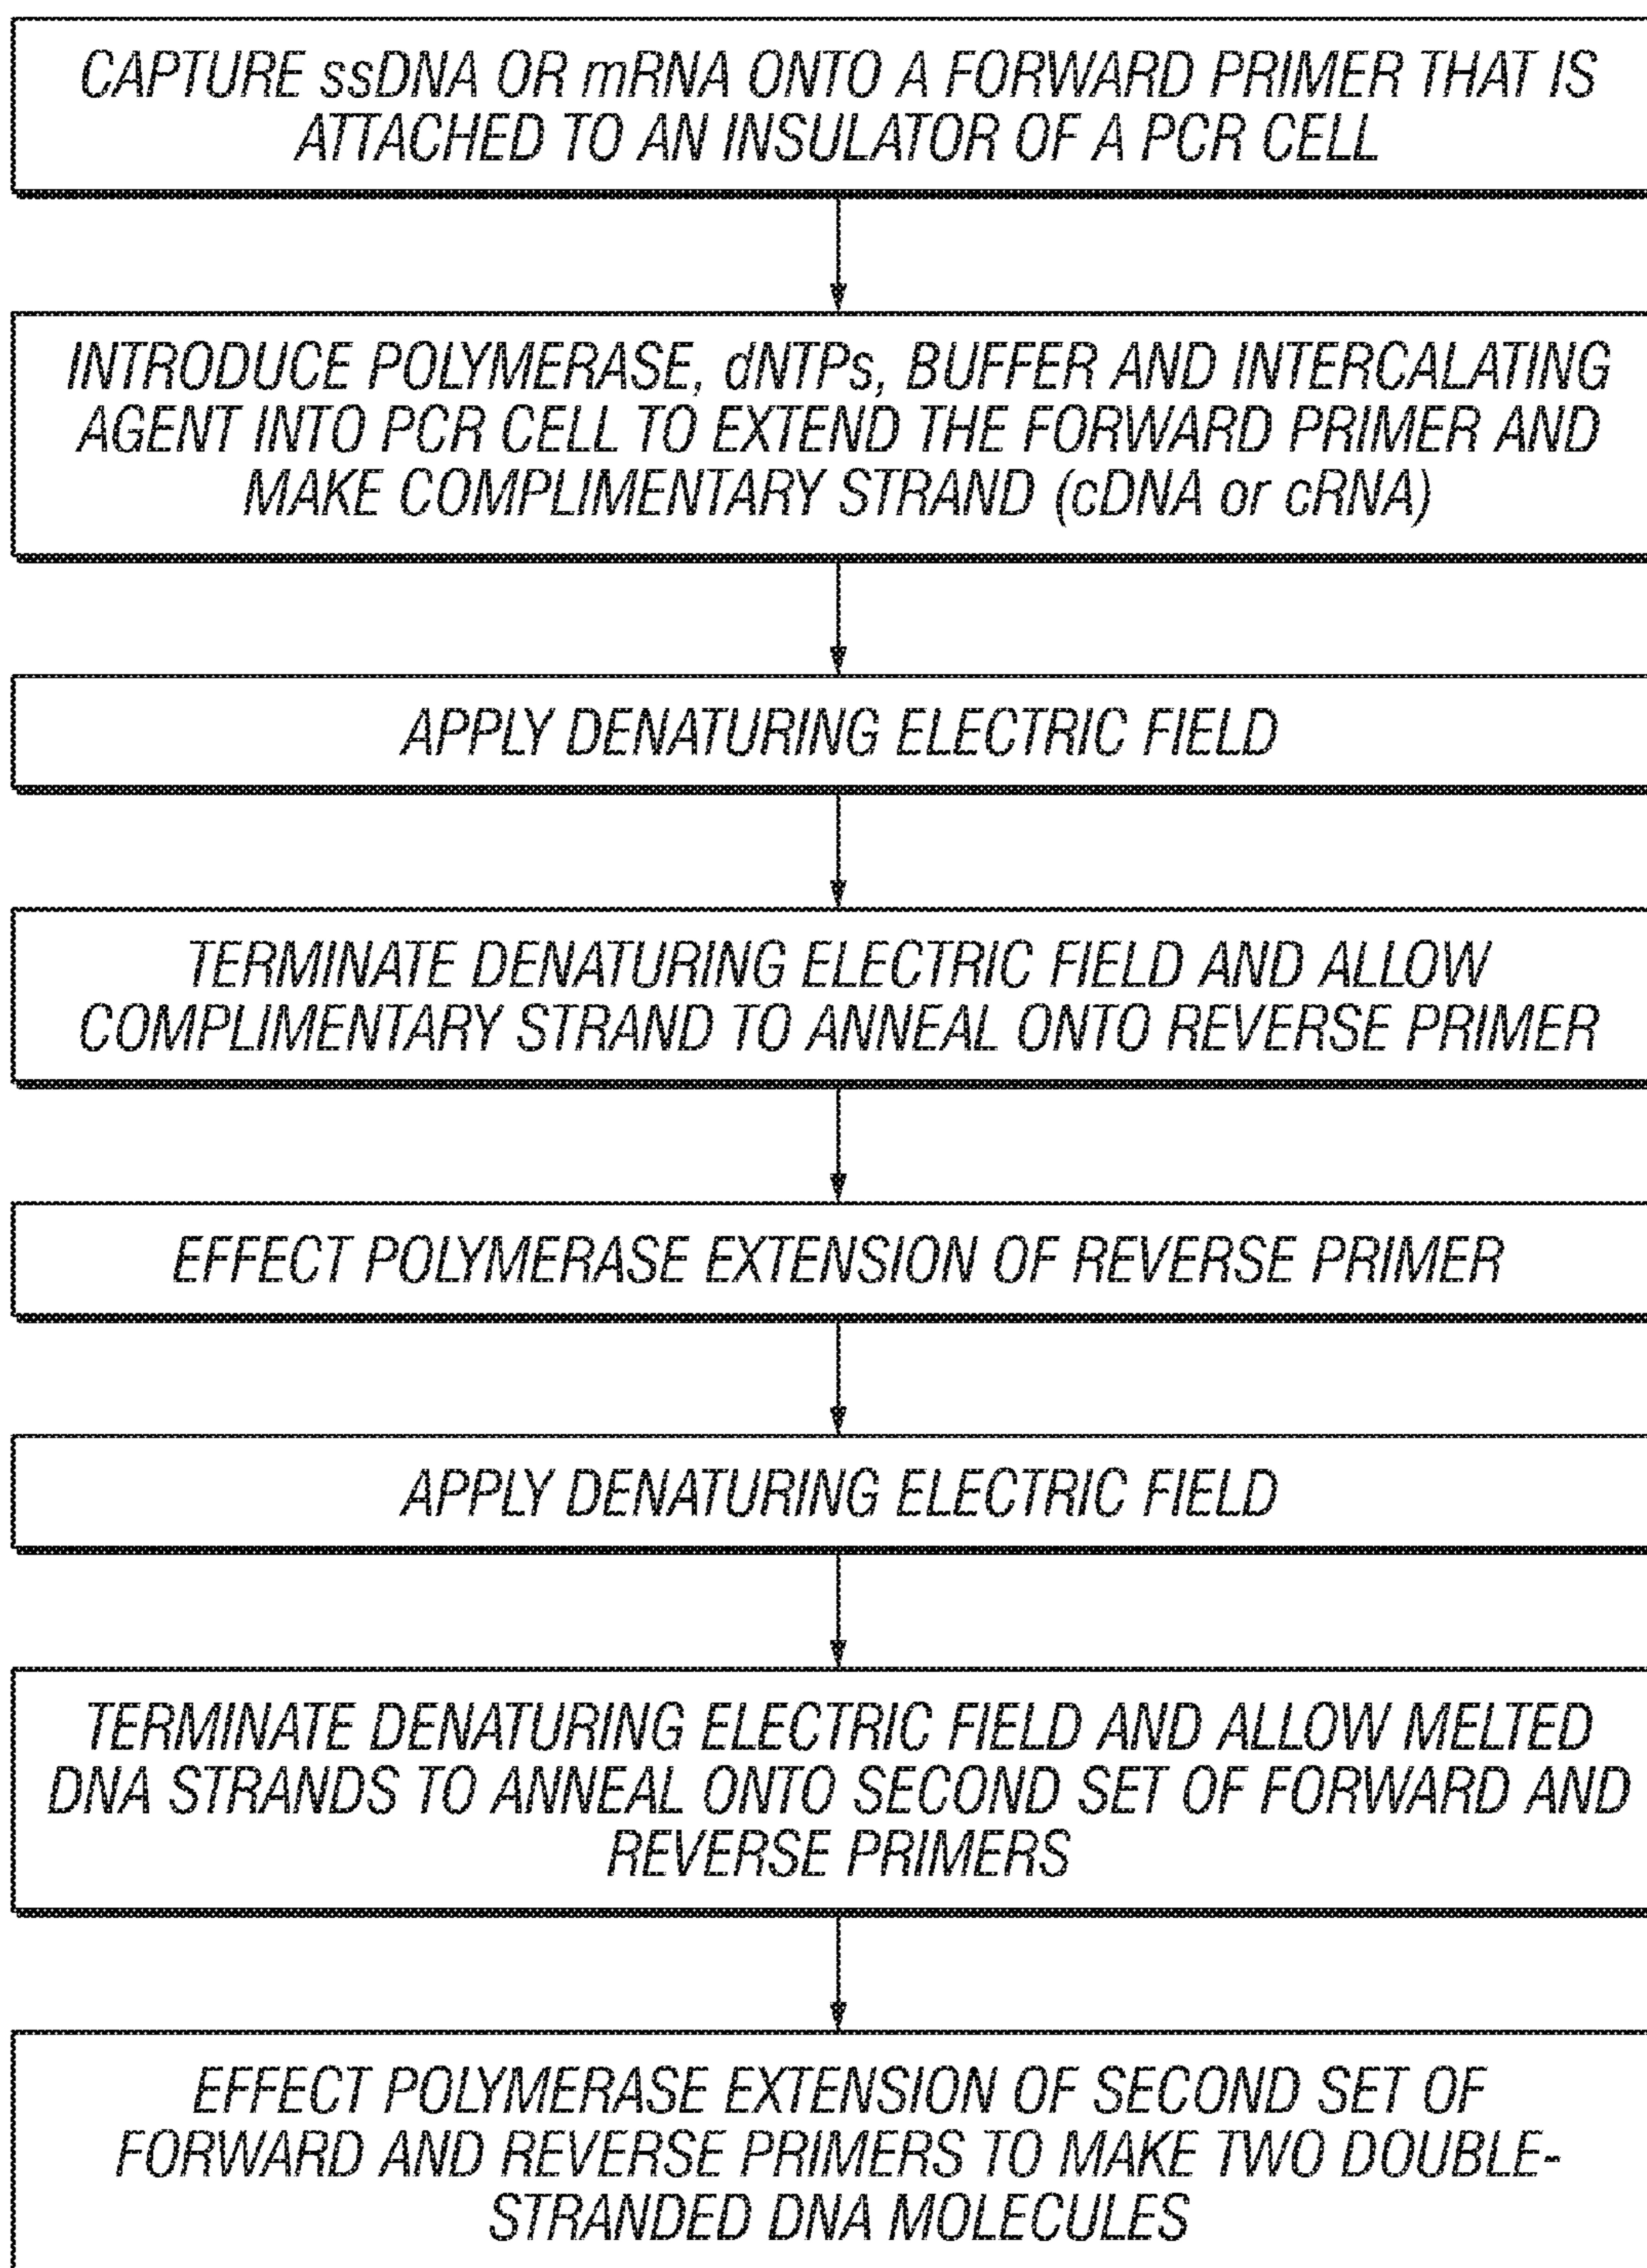 CAPTURE ssDNA OR mRNA ONTO A FORWARD PRIMER THAT IS
ATTACHED TO AN INSULATOR OF A PCR CELL
INTRODUCE POLYMERASE, dNTPs, BUFFER AND INTERCALATING
AGENT INTO PCR CELL TO EXTEND THE FORWARD PRIMER AND
MAKE COMPLIMENTARY STRAND (cDNA or cRNA)
APPLY DENATURING ELECTRIC FIELD
TERMINATE DENATURING ELECTRIC FIELD AND ALLOW
COMPLIMENTARY STRAND TO ANNEAL ONTO REVERSE PRIMER
EFFECT POLYMERASE EXTENSION OF REVERSE PRIMER
APPLY DENATURING ELECTRIC FIELD
TERMINATE DENATURING ELECTRIC FIELD AND ALLOW MELTED
DNA STRANDS TO ANNEAL ONTO SECOND SET OF FORWARD AND
REVERSE PRIMERS
EFFECT POLYMERASE EXTENSION OF SECOND SET OF
FORWARD AND REVERSE PRIMERS TO MAKE TWO DOUBLE-
STRANDED DNA MOLECULES